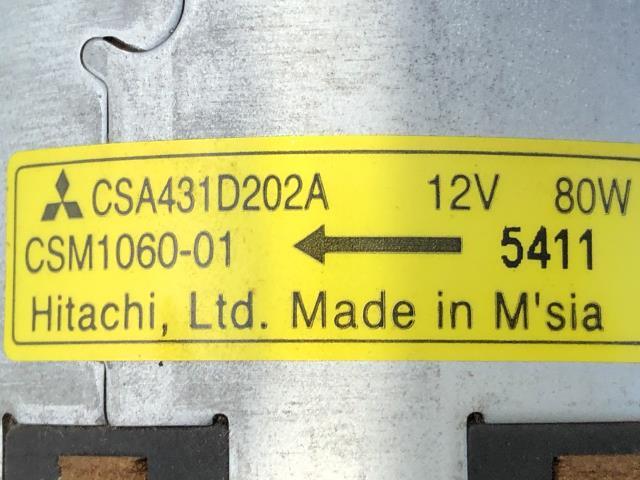 CSA431D202A 12V 80W
CSM1060-01 5411
Hitachi, Ltd. Made in M'sia